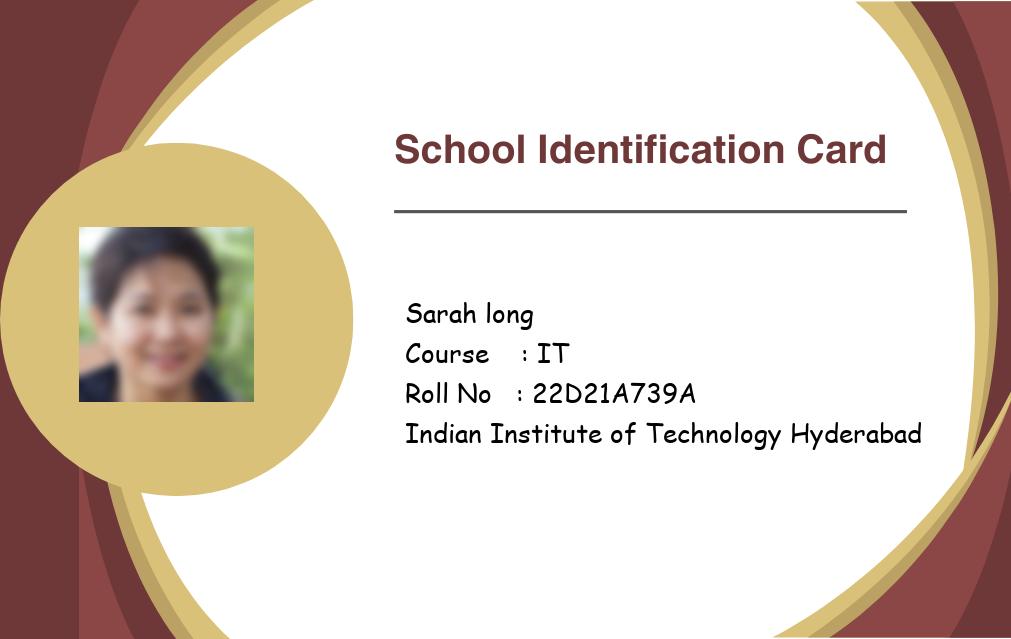 School Identification Card
Sarah long
Course : IT
Roll No : 22D21A739A
Indian Institute of Technology Hyderabad